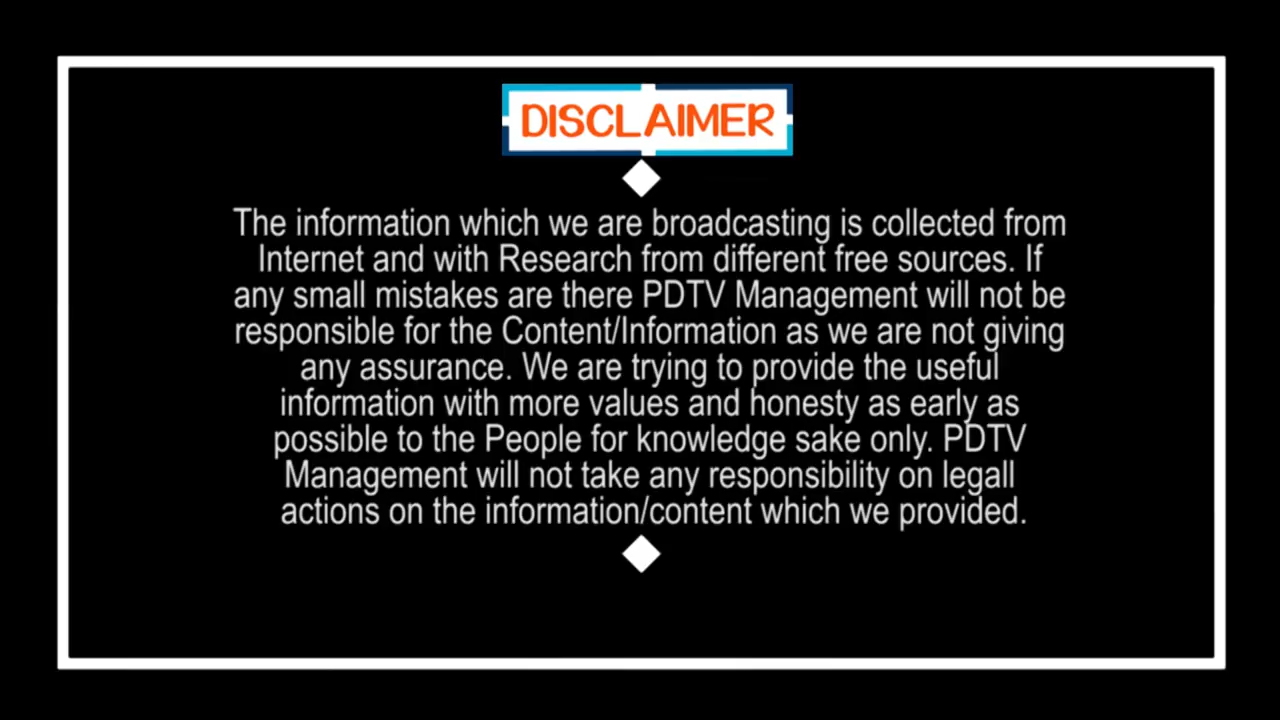 DISCLAIMER
The information which we are broadcasting is collected from
Internet and with Research from different free sources. If
any small mistakes are there PDTV Management will not be
responsible for the Content/Information as we are not giving
any assurance. We are trying to provide the useful
information with more values and honesty as early as
possible to the People for knowledge sake only. PDTV
Management will not take any responsibility on legall
actions on the information/content which we provided.